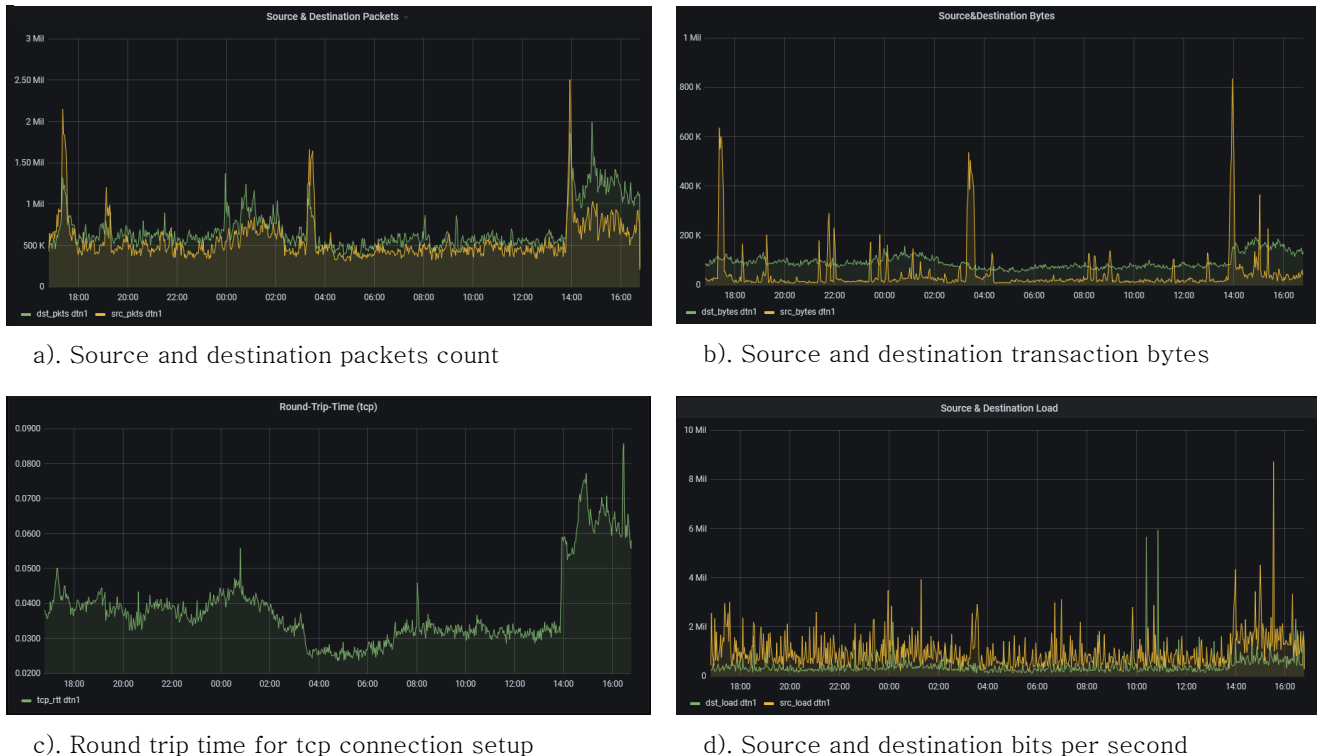 Source & Destination Packets
3 Mil
2.50 Mil
2 Mil
1.50 Mil
1 Mil
500 K
0
18:00 20:00 22:00 00:00 02:00 04:00 06:00 08:00 10:00 12:00 14:00 16:00
dst_pkts dtn1 src_pkts dtn1
a). Source and destination packets count
Source&Destination Bytes
1 Mil
800 K
600 K
400 K
200 K
0
18:00 20:00 22:00 00:00 02:00 04:00 06:00 08:00 10:00 12:00 14:00 16:00
dst_bytes dtn1 src_bytes dtn1
b). Source and destination transaction bytes
Round-Trip-Time (tcp)
0.0900
0.0800
0.0700
0.0600
0.0500
0.0400
0.0300
0.0200
18:00 20:00 22:00 00:00 02:00 04:00 06:00 08:00 10:00 12:00 14:00 16:00
tcp_rtt dtn1
c). Round trip time for tcp connection setup
Source & Destination Load
10 Mil
8 Mil
6 Mil
4 Mil
2 Mil
0
18:00 20:00 22:00 00:00 02:00 04:00 06:00 08:00 10:00 12:00 14:00 16:00
dst_load dtn1 src_load dtn1
d). Source and destination bits per second